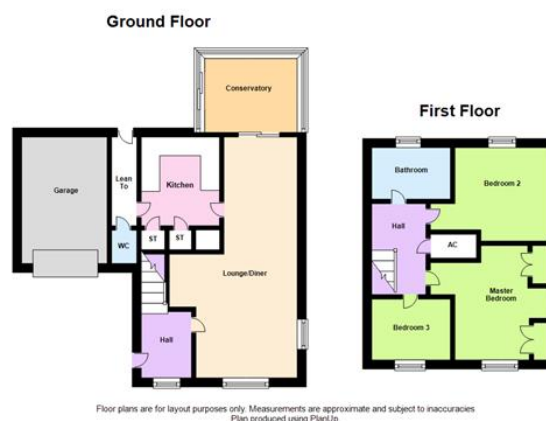 Ground Floor
Conservatory
Garage
Lean
To
Kitchen
WC
ST
ST
Lounge/Diner
Hall
First Floor
Bathroom
Bedroom 2
Hall
AC
Master
Bedroom
Bedroom 3
Floor plans are for layout purposes only. Measurements are approximate and subject to inaccuracies
Plan produced using PlanUp.